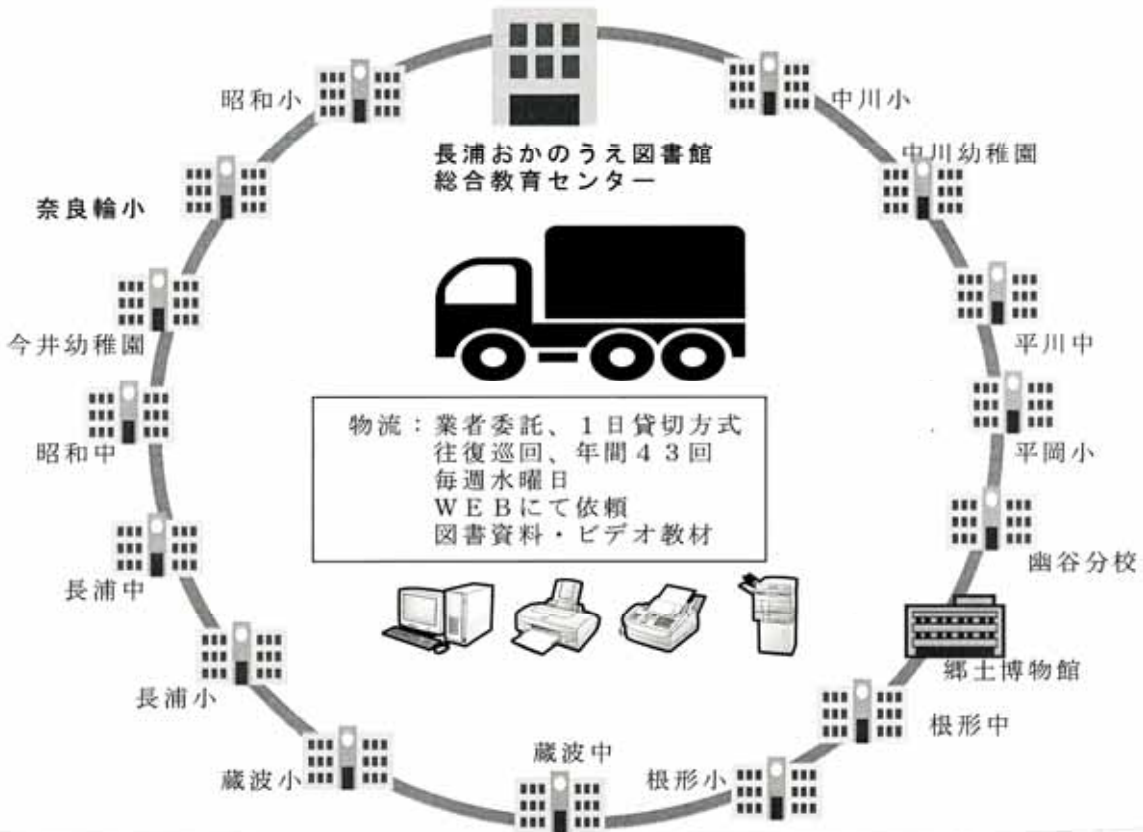 昭和小
中川小
長浦おかのうえ図書館
総合教育センター
中川幼稚園
奈良輪小
今井幼稚園
平川中
昭和中
平岡小
物流：業者委託、１日貸切方式
往復巡回、年間４３回
毎週水曜日
ＷＥＢにて依頼
図書資料・ビデオ教材
長浦中
幽谷分校
郷土博物館
長浦小
根形中
蔵波小
蔵波中
根形小